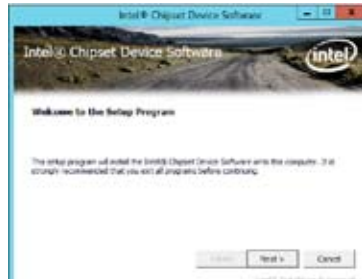 Intel® Chipset Device Software
Intel® Chipset Device Software
intel
Welcome to the Setup Program
The setup program will install the Intel® Chipset Device Software onto this computer. It is
strongly recommended that you exit all programs before continuing.
Next >
Cancel